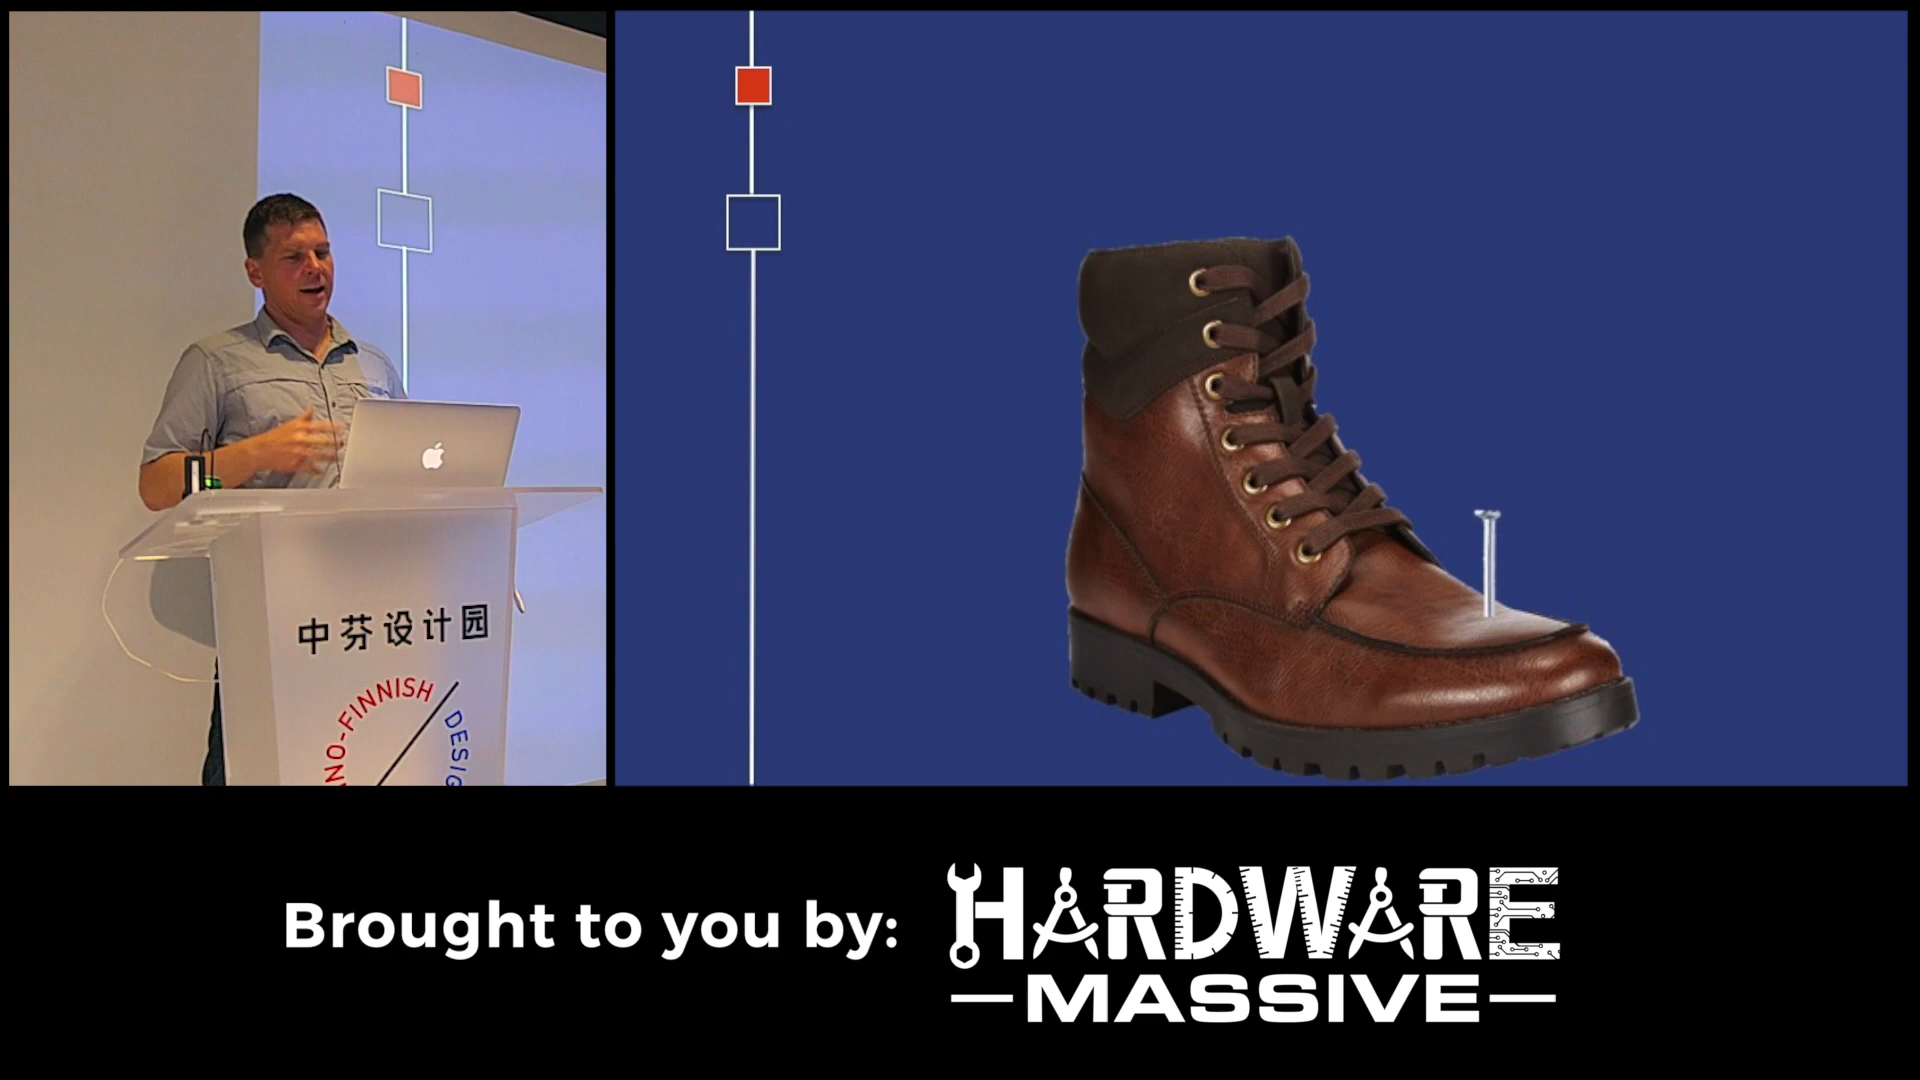 中芬设计园
NO-FINNISH
DESIG
Brought to you by:
HARDWARE
MASSIVE